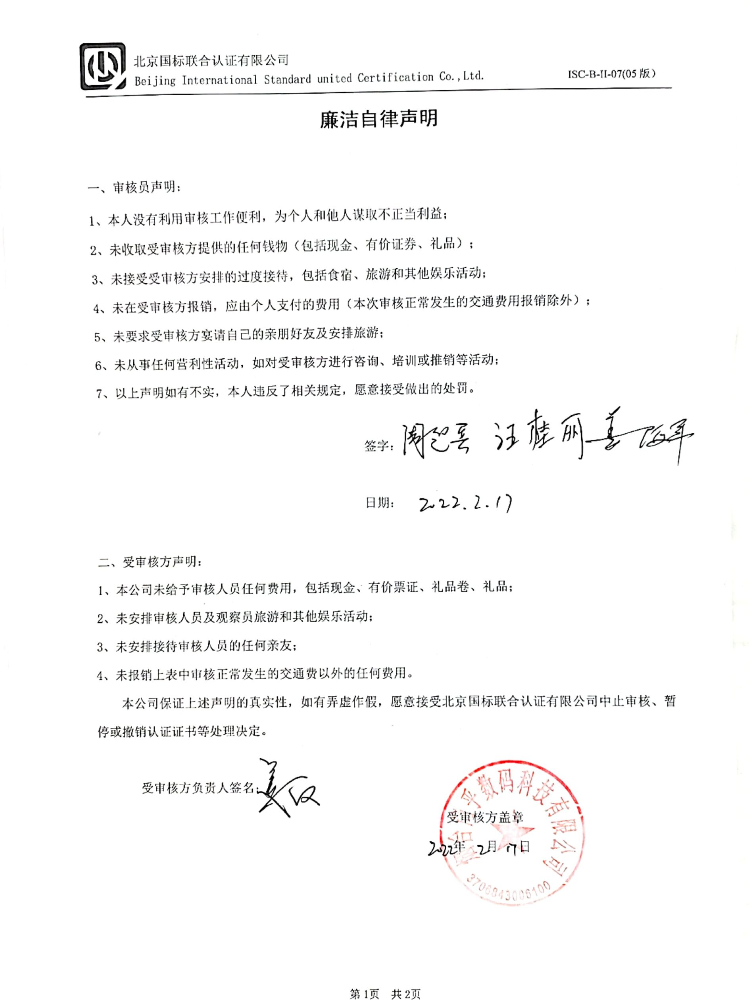 北京国标联合认证有限公司
Beijing International Standard united Certification Co.,Ltd.
ISC-B-II-07(05版)
廉洁自律声明
一、审核员声明：
1、本人没有利用审核工作便利，为个人和他人谋取不正当利益；
2、未收取受审核方提供的任何钱物（包括现金、有价证券、礼品）；
3、未接受受审核方安排的过度接待，包括食宿、旅游和其他娱乐活动；
4、未在受审核方报销，应由个人支付的费用（本次审核正常发生的交通费用报销除外）；
5、未要求受审核方宴请自己的亲朋好友及安排旅游；
6、未从事任何营利性活动，如对受审核方进行咨询、培训或推销等活动；
7、以上声明如有不实，本人违反了相关规定，愿意接受做出的处罚。
签字： 汪桂丽 姜海军
日期： 2022.2.17
二、受审核方声明：
1、本公司未给予审核人员任何费用，包括现金、有价票证、礼品卷、礼品；
2、未安排审核人员及观察员旅游和其他娱乐活动；
3、未安排接待审核人员的任何亲友；
4、未报销上表中审核正常发生的交通费以外的任何费用。
本公司保证上述声明的真实性，如有弄虚作假，愿意接受北京国标联合认证有限公司中止审核、暂
停或撤销认证证书等处理决定。
受审核方负责人签名：
数码科技有限公司
受审核方盖章
2022年 2月 17日
3706843006100
第1页 共2页